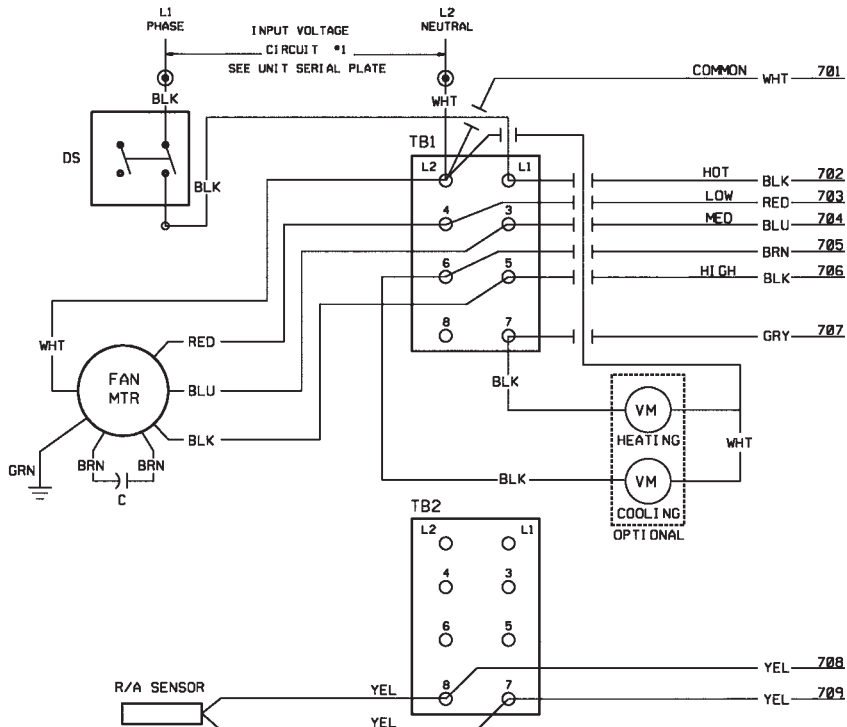 L1 L2
PHASE NEUTRAL
INPUT VOLTAGE
CIRCUIT #1
SEE UNIT SERIAL PLATE
COMMON WHT 701
BLK WHT
DS
TB1
BLK
L2 L1
HOT BLK 702
LOW RED 703
4 3
MED BLU 704
BRN 705
6 5
HIGH BLK 706
8 7
GRY 707
WHT
RED
FAN
MTR
BLU
BLK
BLK
VM
HEATING
WHT
GRN
BRN BRN
C
BLK
VM
COOLING
OPTIONAL
TB2
L2 L1
4 3
6 5
8 7
YEL 708
YEL 709
R/A SENSOR
YEL
YEL